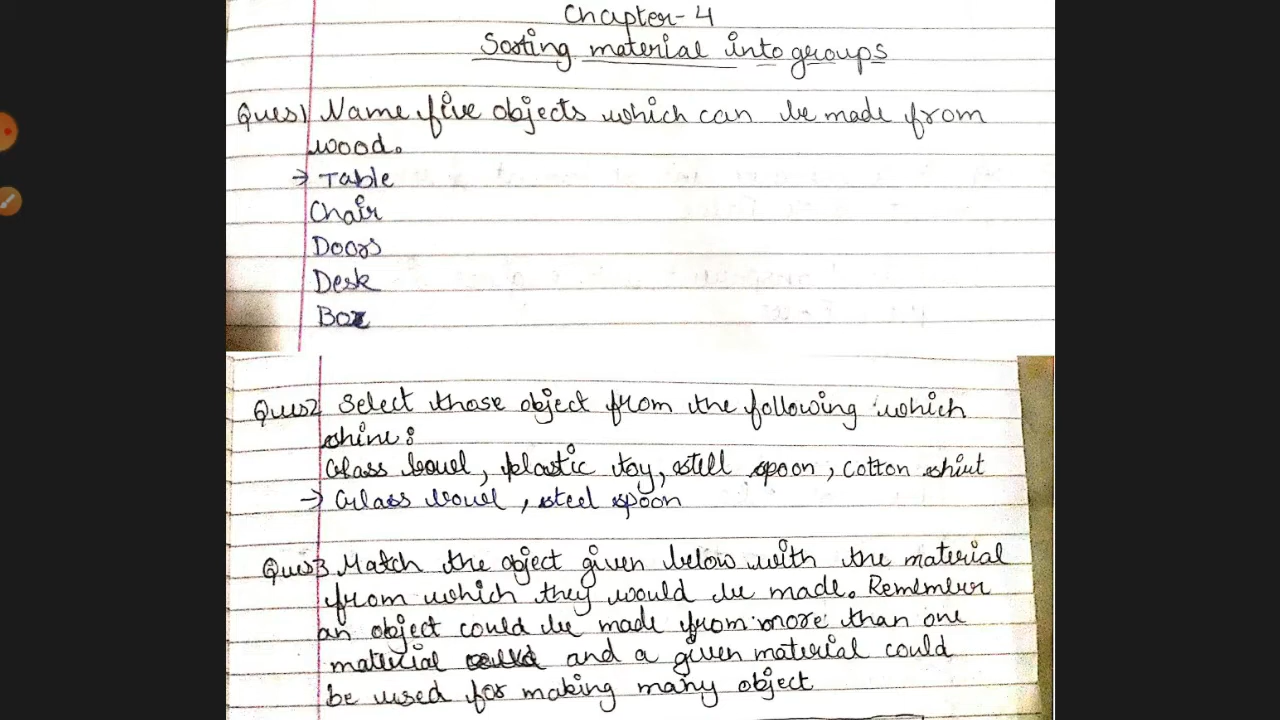 Chapter-4
Sorting material into groups
Ques1 Name five objects which can be made from
wood.
→ Table
Chair
Doors
Desk
Box
Ques2 Select those object from the following which
shine:
Glass bowel, plastic toy, stell spoon, cotton shirt
→ Glass bowel, steel spoon
Ques3 Match the object given below with the material
from which they would be made. Remember
an object could be made from more than one
material and a given material could
be used for making many object